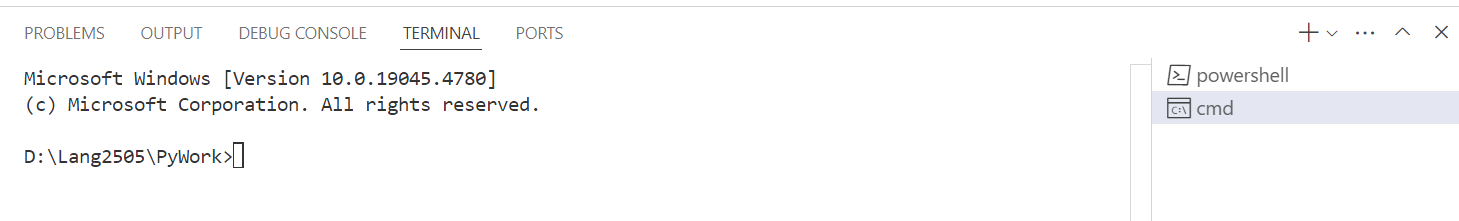 PROBLEMS OUTPUT DEBUG CONSOLE TERMINAL PORTS
Microsoft Windows [Version 10.0.19045.4780]
(c) Microsoft Corporation. All rights reserved.
D:\Lang2505\PyWork>
powershell
C:\ cmd